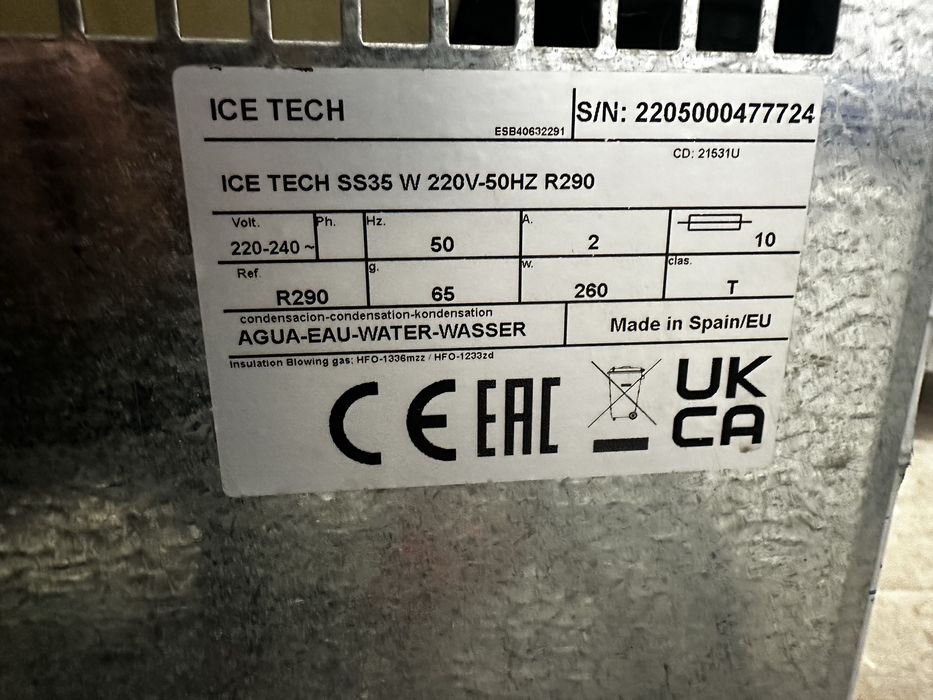 ICE TECH
ESB40632291
S/N: 2205000477724
CD: 21531U
ICE TECH SS35 W 220V-50HZ R290
Volt. Ph. Hz. A.
220-240 ~ 50 2 10
Ref. g. w. clas.
R290 65 260 T
condensacion-condensation-kondensation
AGUA-EAU-WATER-WASSER
Made in Spain/EU
Insulation Blowing gas: HFO-1336mzz / HFO-1233zd
CE EAC UK
CA